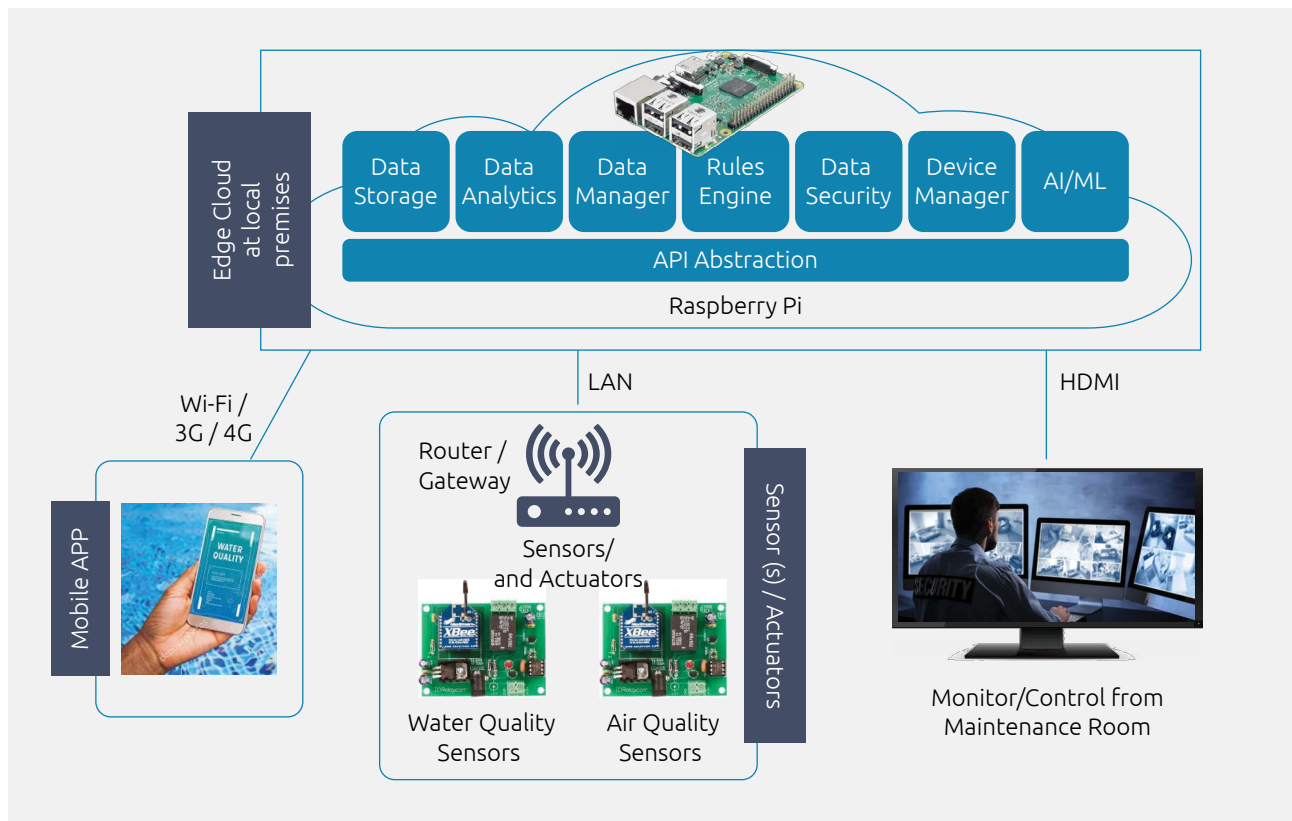 Edge Cloud
at local
premises
Data
Storage
Data
Analytics
Data
Manager
Rules
Engine
Data
Security
Device
Manager
AI/ML
API Abstraction
Raspberry Pi
Wi-Fi /
3G / 4G
LAN
HDMI
Mobile APP
WATER
QUALITY
Router /
Gateway
Sensors/
and Actuators
XBee
XBee
Water Quality
Sensors
Air Quality
Sensors
Sensor (s) / Actuators
SECURITY
Monitor/Control from
Maintenance Room